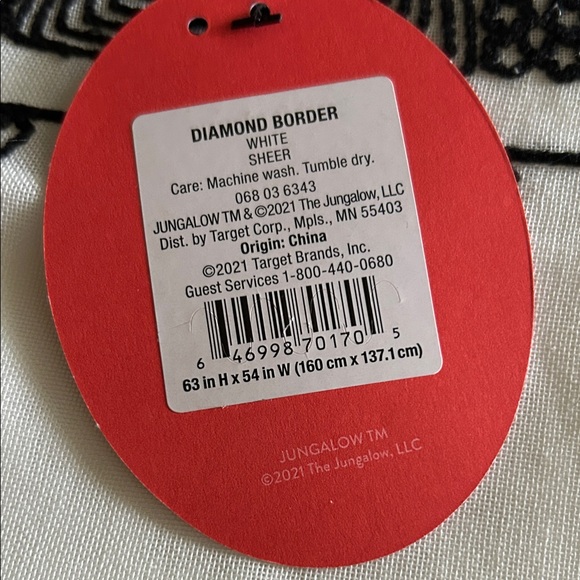 DIAMOND BORDER
WHITE
SHEER
Care: Machine wash. Tumble dry.
068 03 6343
JUNGALOW TM & ©2021 The Jungalow, LLC
Dist. by Target Corp., Mpls., MN 55403
Origin: China
©2021 Target Brands, Inc.
Guest Services 1-800-440-0680
6 46998 70170 5
63 in H x 54 in W (160 cm x 137.1 cm)
JUNGALOW TM
©2021 The Jungalow, LLC